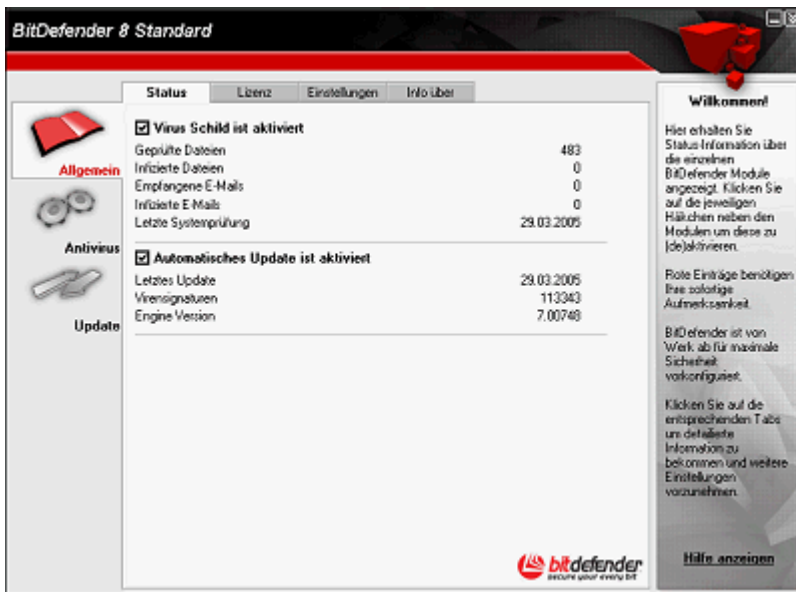 BitDefender 8 Standard
Status
Lizenz
Einstellungen
Info über
Allgemein
Antivirus
Update
Virus Schild ist aktiviert
Geprüfte Dateien 483
Infizierte Dateien 0
Empfangene E-Mails 0
Infizierte E-Mails 0
Letzte Systemprüfung 29.03.2005
Automatisches Update ist aktiviert
Letztes Update 29.03.2005
Virensignaturen 113343
Engine Version 7.00748
bitdefender
secure your every bit
Willkommen!
Hier erhalten Sie
Status-Information über
die einzelnen
BitDefender Module
angezeigt. Klicken Sie
auf die jeweiligen
Häkchen neben den
Modulen um diese zu
(de)aktivieren.
Rote Einträge benötigen
Ihre sofortige
Aufmerksamkeit.
BitDefender ist von
Werk ab für maximale
Sicherheit
vorkonfiguriert.
Klicken Sie auf die
entsprechenden Tabs
um detailierte
Information zu
bekommen und weitere
Einstellungen
vorzunehmen.
Hilfe anzeigen